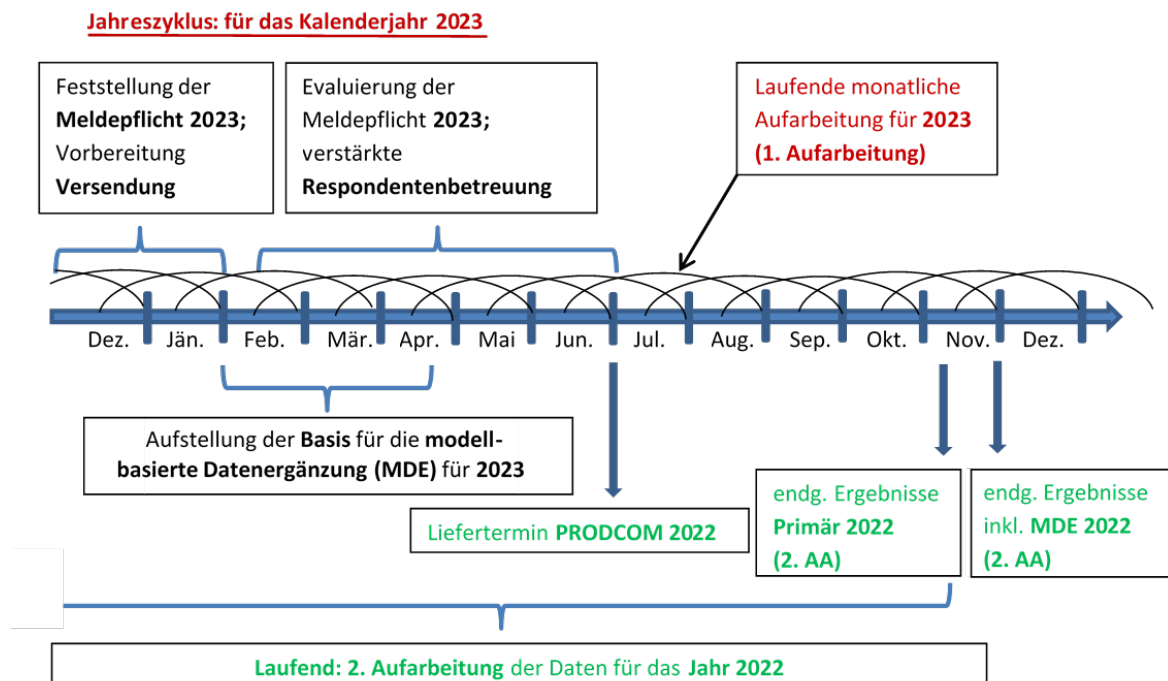 Jahreszyklus: für das Kalenderjahr 2023
Feststellung der
Meldepflicht 2023;
Vorbereitung
Versendung
Evaluierung der
Meldepflicht 2023;
verstärkte
Respondentenbetreuung
Laufende monatliche
Aufarbeitung für 2023
(1. Aufarbeitung)
Dez. Jän. Feb. Mär. Apr. Mai Jun. Jul. Aug. Sep. Okt. Nov. Dez.
Aufstellung der Basis für die modell-
basierte Datenergänzung (MDE) für 2023
Liefertermin PRODCOM 2022
endg. Ergebnisse
Primär 2022
(2. AA)
endg. Ergebnisse
inkl. MDE 2022
(2. AA)
Laufend: 2. Aufarbeitung der Daten für das Jahr 2022